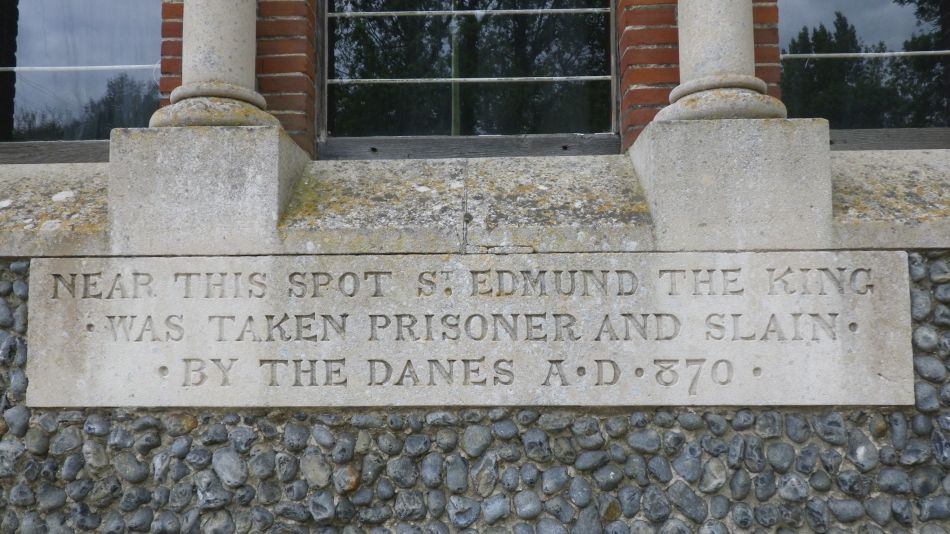 NEAR THIS SPOT ST. EDMUND THE KING
·WAS TAKEN PRISONER AND SLAIN·
·BY THE DANES A·D·870·